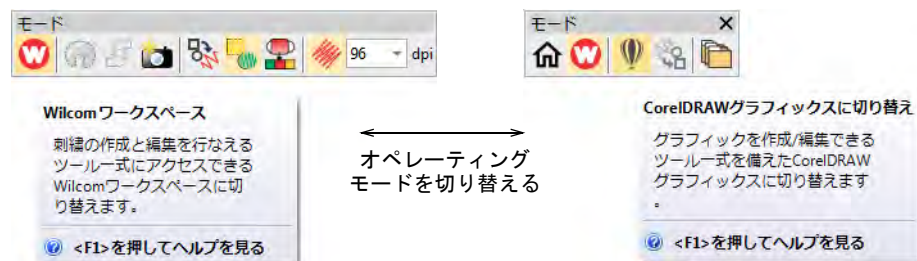 モード
96 dpi
モード
Wilcomワークスペース
刺繍の作成と編集を行なえる
ツール一式にアクセスできる
Wilcomワークスペースに切
り替えます。
<F1>を押してヘルプを見る
オペレーティング
モードを切り替える
CorelDRAWグラフィックスに切り替え
グラフィックを作成/編集できる
ツール一式を備えたCorelDRAW
グラフィックスに切り替えます
。
<F1>を押してヘルプを見る